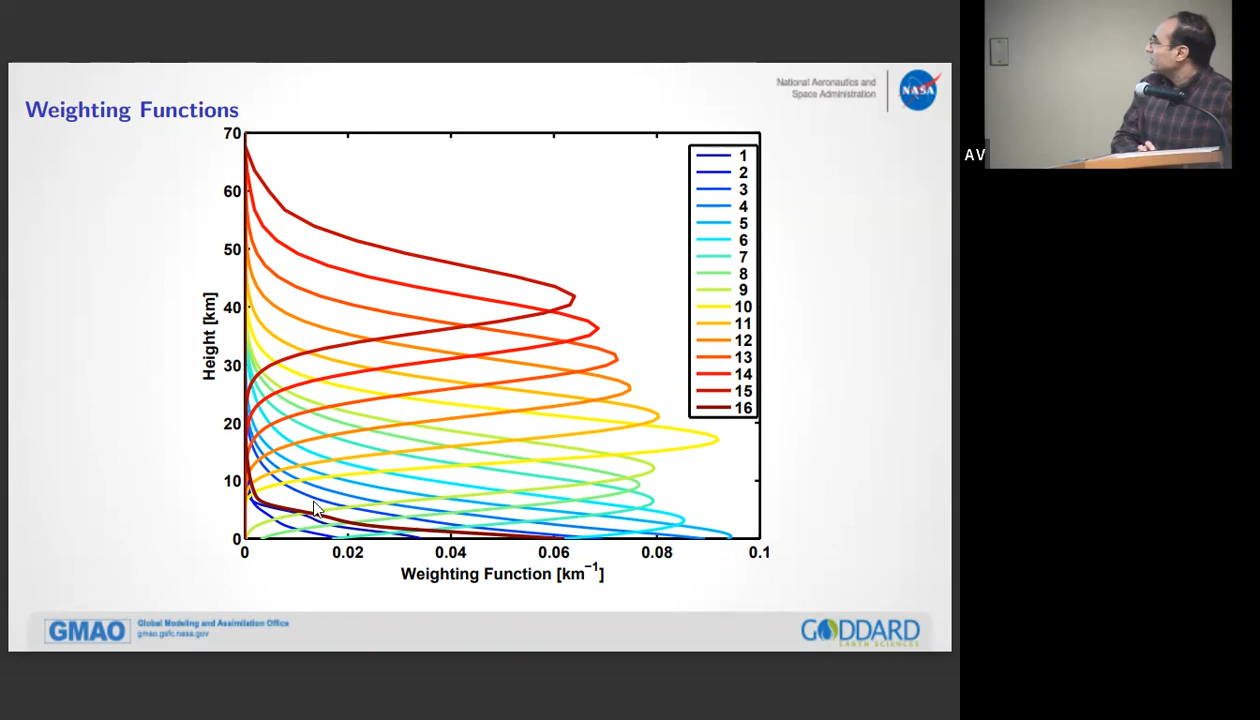 National Aeronautics and
Space Administration
NASA
Weighting Functions
70
60
50
40
30
20
10
0
Height [km]
0
0.02
0.04
0.06
0.08
0.1
Weighting Function [km−1]
1
2
3
4
5
6
7
8
9
10
11
12
13
14
15
16
AV
GMAO
Global Modeling and Assimilation Office
gmao.gsfc.nasa.gov
GODDARD
EARTH SCIENCES